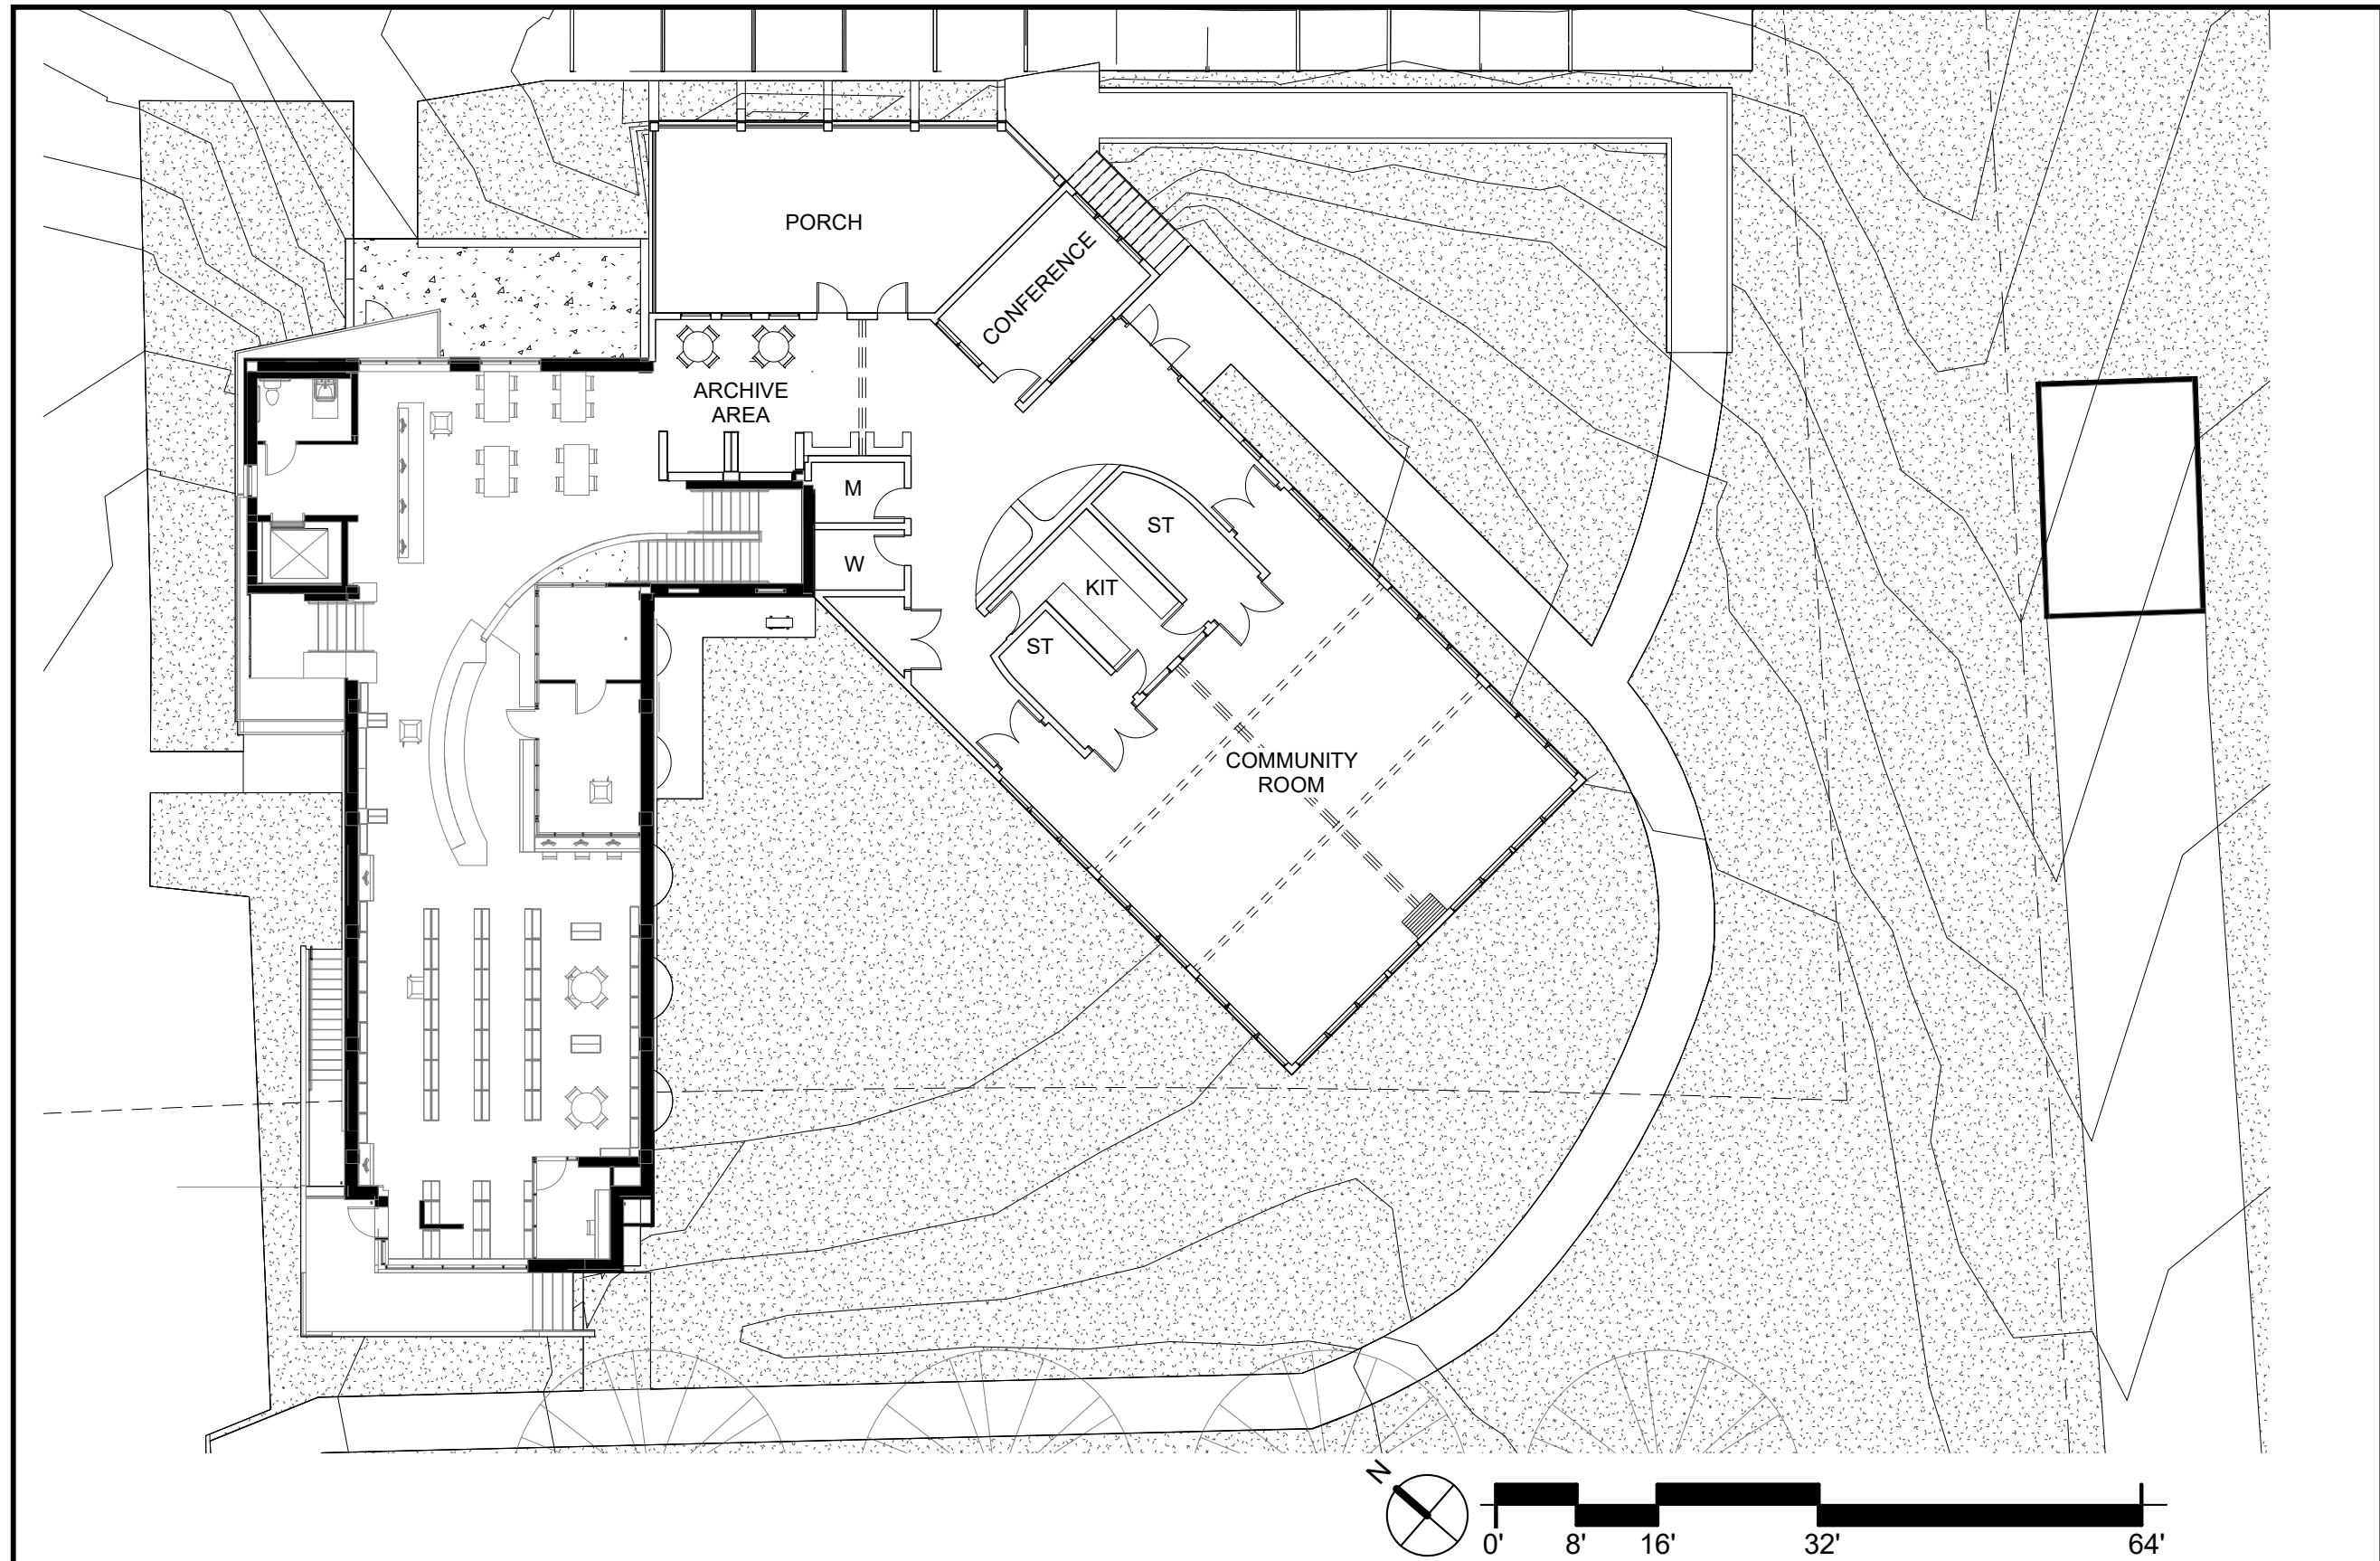 PORCH
CONFERENCE
ARCHIVE
AREA
M
ST
W
KIT
ST
COMMUNITY
ROOM
N
0' 8' 16' 32' 64'